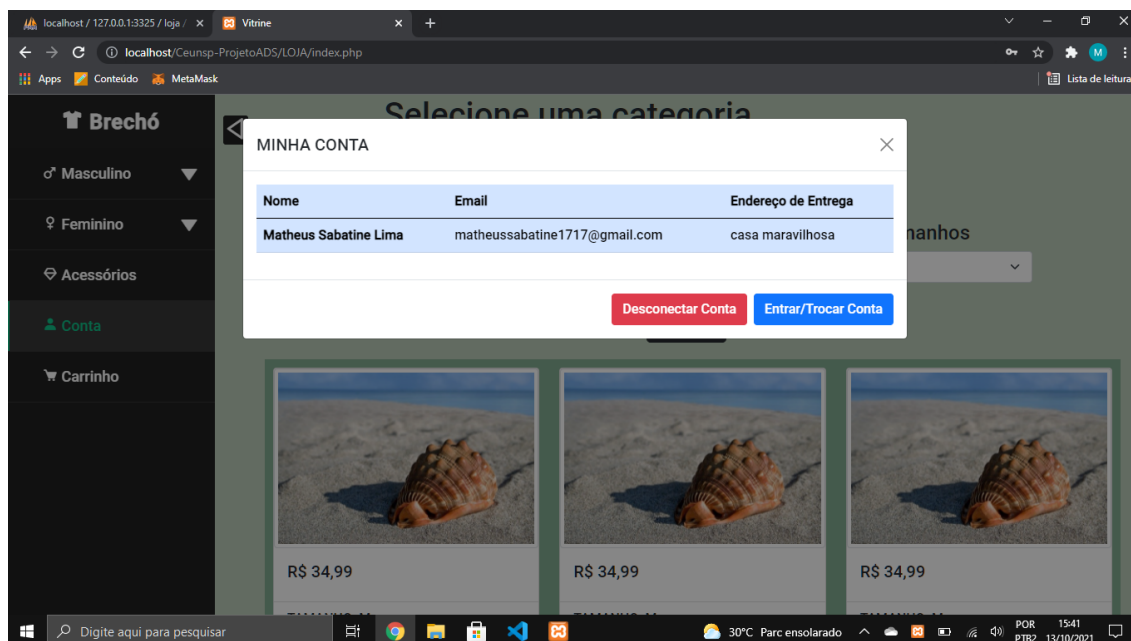 localhost / 127.0.0.1:3325 / loja /
Vitrine
localhost/Ceunsp-ProjetoADS/LOJA/index.php
M
Apps
Conteúdo
MetaMask
Lista de leitura
Brechó
Selecione uma categoria
MINHA CONTA
Masculino
Nome Email Endereço de Entrega
Feminino
Matheus Sabatine Lima matheussabatine1717@gmail.com casa maravilhosa
manhos
Acessórios
Desconectar Conta Entrar/Trocar Conta
Conta
Carrinho
R$ 34,99 R$ 34,99 R$ 34,99
Digite aqui para pesquisar
30°C Parc ensolarado
POR 15:41
PTB2 13/10/2021